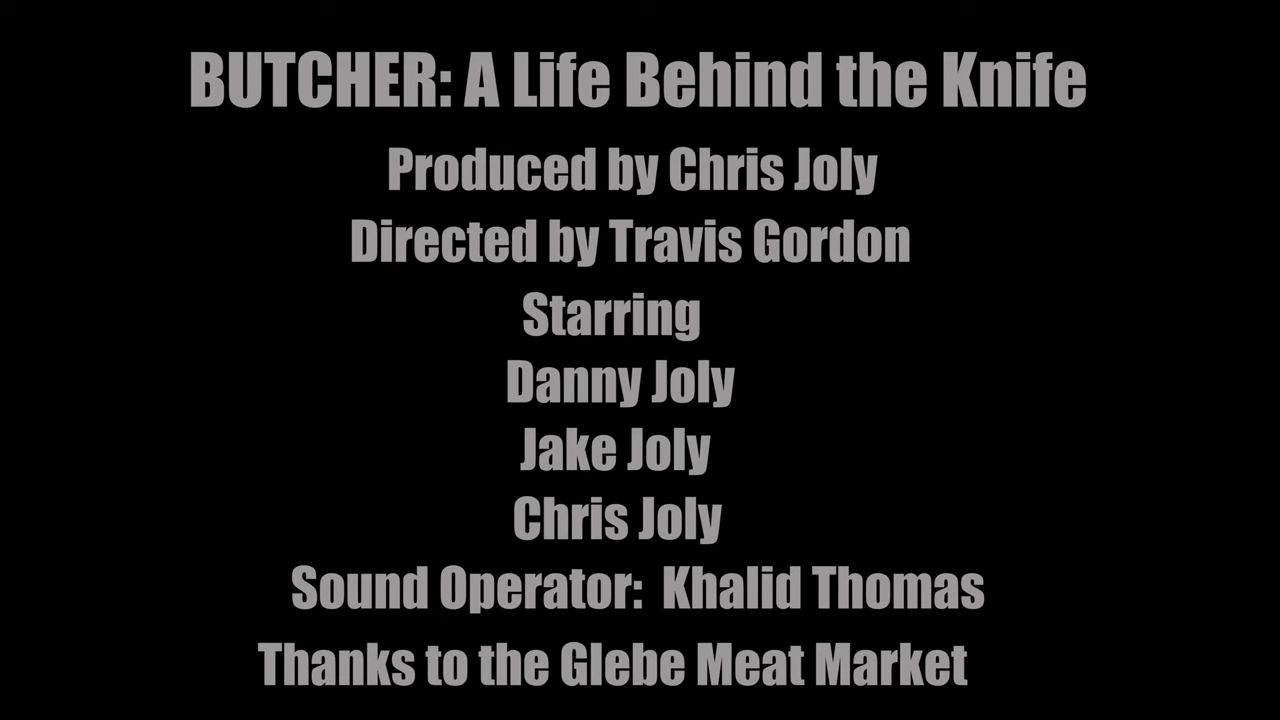 BUTCHER: A Life Behind the Knife
Produced by Chris Joly
Directed by Travis Gordon
Starring
Danny Joly
Jake Joly
Chris Joly
Sound Operator:  Khalid Thomas
Thanks to the Glebe Meat Market